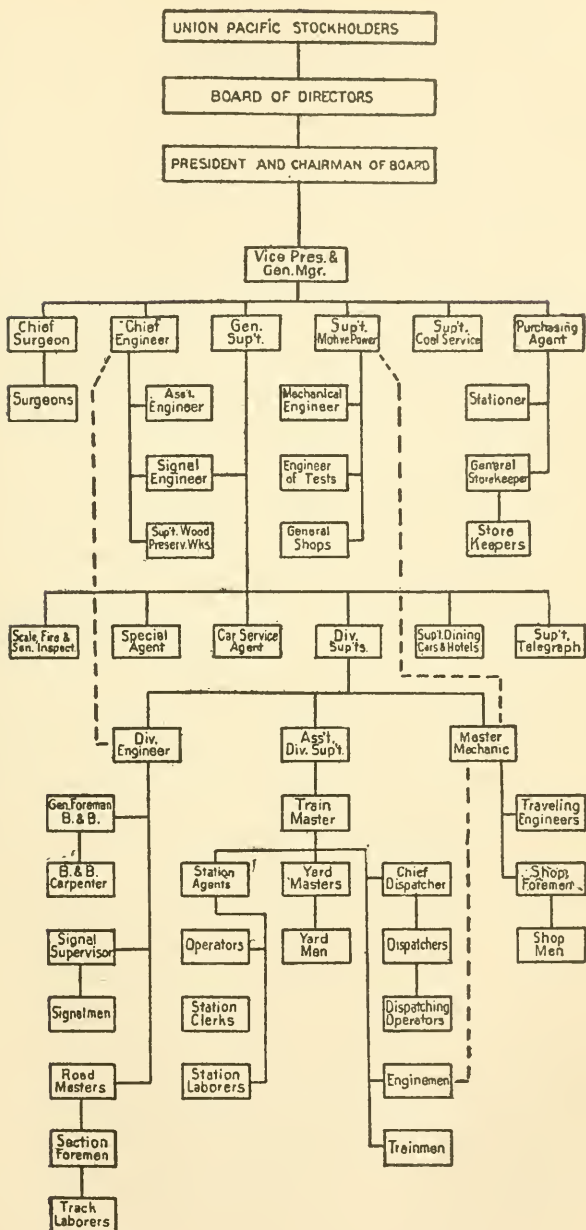 UNION PACIFIC STOCKHOLDERS
BOARD OF DIRECTORS
PRESIDENT AND CHAIRMAN OF BOARD
Vice Pres. &
Gen. Mgr.
Chief
Surgeon
Chief
Engineer
Gen.
Sup't.
Sup't.
Motive Power
Sup't.
Coal Service
Purchasing
Agent
Surgeons
Ass't.
Engineer
Mechanical
Engineer
Stationer
Signal
Engineer
Engineer
of Tests
General
Storekeeper
Sup't. Wood
Preserv. Wks.
General
Shops
Store
Keepers
Scale, Fire &
San. Inspect.
Special
Agent
Car Service
Agent
Div.
Sup'ts.
Sup't. Dining
Cars & Hotels
Sup't.
Telegraph
Div.
Engineer
Ass't.
Div. Sup't.
Master
Mechanic
Gen. Foreman
B. & B.
Train
Master
Traveling
Engineers
B. & B.
Carpenter
Station
Agents
Yard
Masters
Chief
Dispatcher
Shop
Foremen
Signal
Supervisor
Operators
Yard
Men
Dispatchers
Shop
Men
Signalmen
Station
Clerks
Dispatching
Operators
Road
Masters
Station
Laborers
Enginemen
Section
Foremen
Trainmen
Track
Laborers